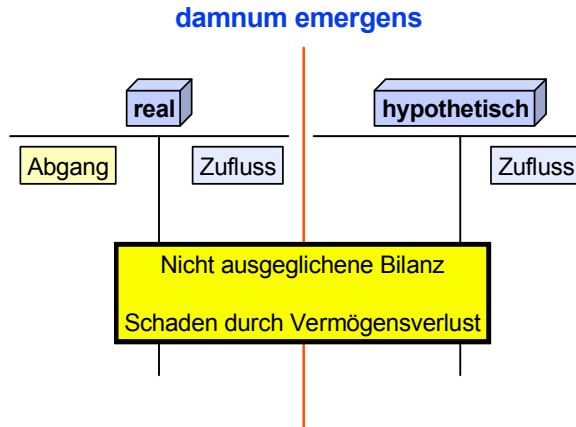 damnum emergens
real
hypothetisch
Abgang
Zufluss
Zufluss
Nicht ausgeglichene Bilanz
Schaden durch Vermögensverlust